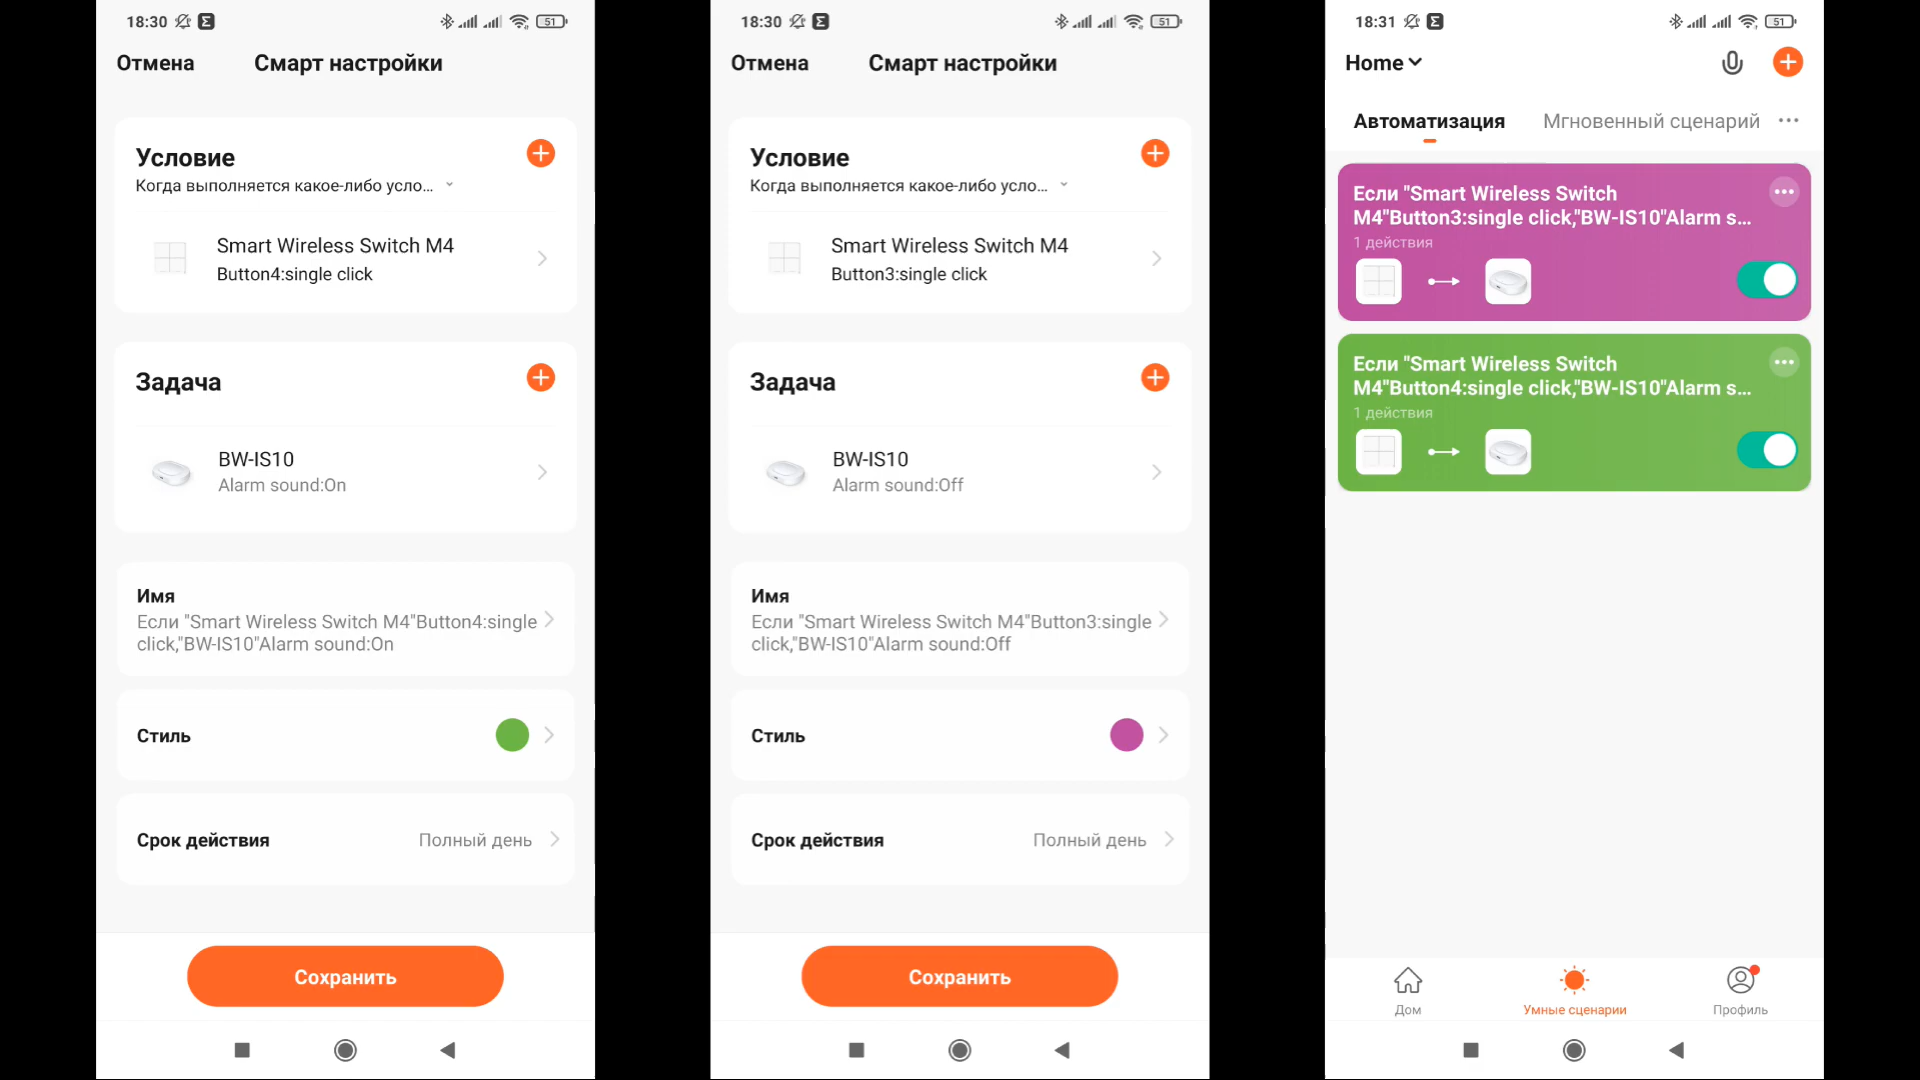 18:30
51
Отмена
Смарт настройки
Условие
Когда выполняется какое-либо усло...
Smart Wireless Switch M4
Button4:single click
Задача
BW-IS10
Alarm sound:On
Имя
Если "Smart Wireless Switch M4"Button4:single
click,"BW-IS10"Alarm sound:On
Стиль
Срок действия
Полный день
Сохранить
18:30
51
Отмена
Смарт настройки
Условие
Когда выполняется какое-либо усло...
Smart Wireless Switch M4
Button3:single click
Задача
BW-IS10
Alarm sound:Off
Имя
Если "Smart Wireless Switch M4"Button3:single
click,"BW-IS10"Alarm sound:Off
Стиль
Срок действия
Полный день
Сохранить
18:31
51
Home
Автоматизация
Мгновенный сценарий
Если "Smart Wireless Switch
M4"Button3:single click,"BW-IS10"Alarm s...
1 действия
Если "Smart Wireless Switch
M4"Button4:single click,"BW-IS10"Alarm s...
1 действия
Дом
Умные сценарии
Профиль